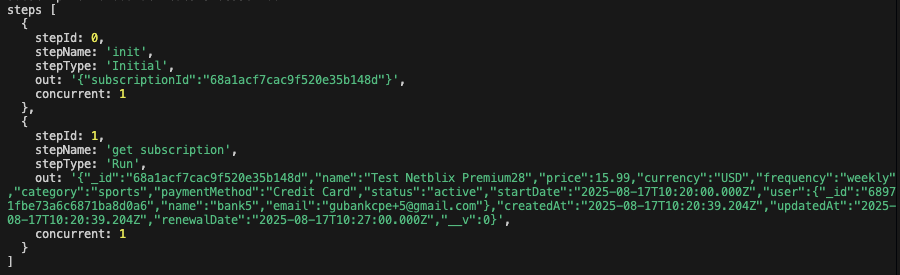 steps [
  {
    stepId: 0,
    stepName: 'init',
    stepType: 'Initial',
    out: '{"subscriptionId":"68a1acf7cac9f520e35b148d"}',
    concurrent: 1
  },
  {
    stepId: 1,
    stepName: 'get subscription',
    stepType: 'Run',
    out: '{"_id":"68a1acf7cac9f520e35b148d","name":"Test Netblix Premium28","price":15.99,"currency":"USD","frequency":"weekly"
,"category":"sports","paymentMethod":"Credit Card","status":"active","startDate":"2025-08-17T10:20:00.000Z","user":{"_id":"6897
1fbe73a6c6871ba8d0a6","name":"bank5","email":"gubankcpe+5@gmail.com"},"createdAt":"2025-08-17T10:20:39.204Z","updatedAt":"2025-
08-17T10:20:39.204Z","renewalDate":"2025-08-17T10:27:00.000Z","__v":0}',
    concurrent: 1
  }
]